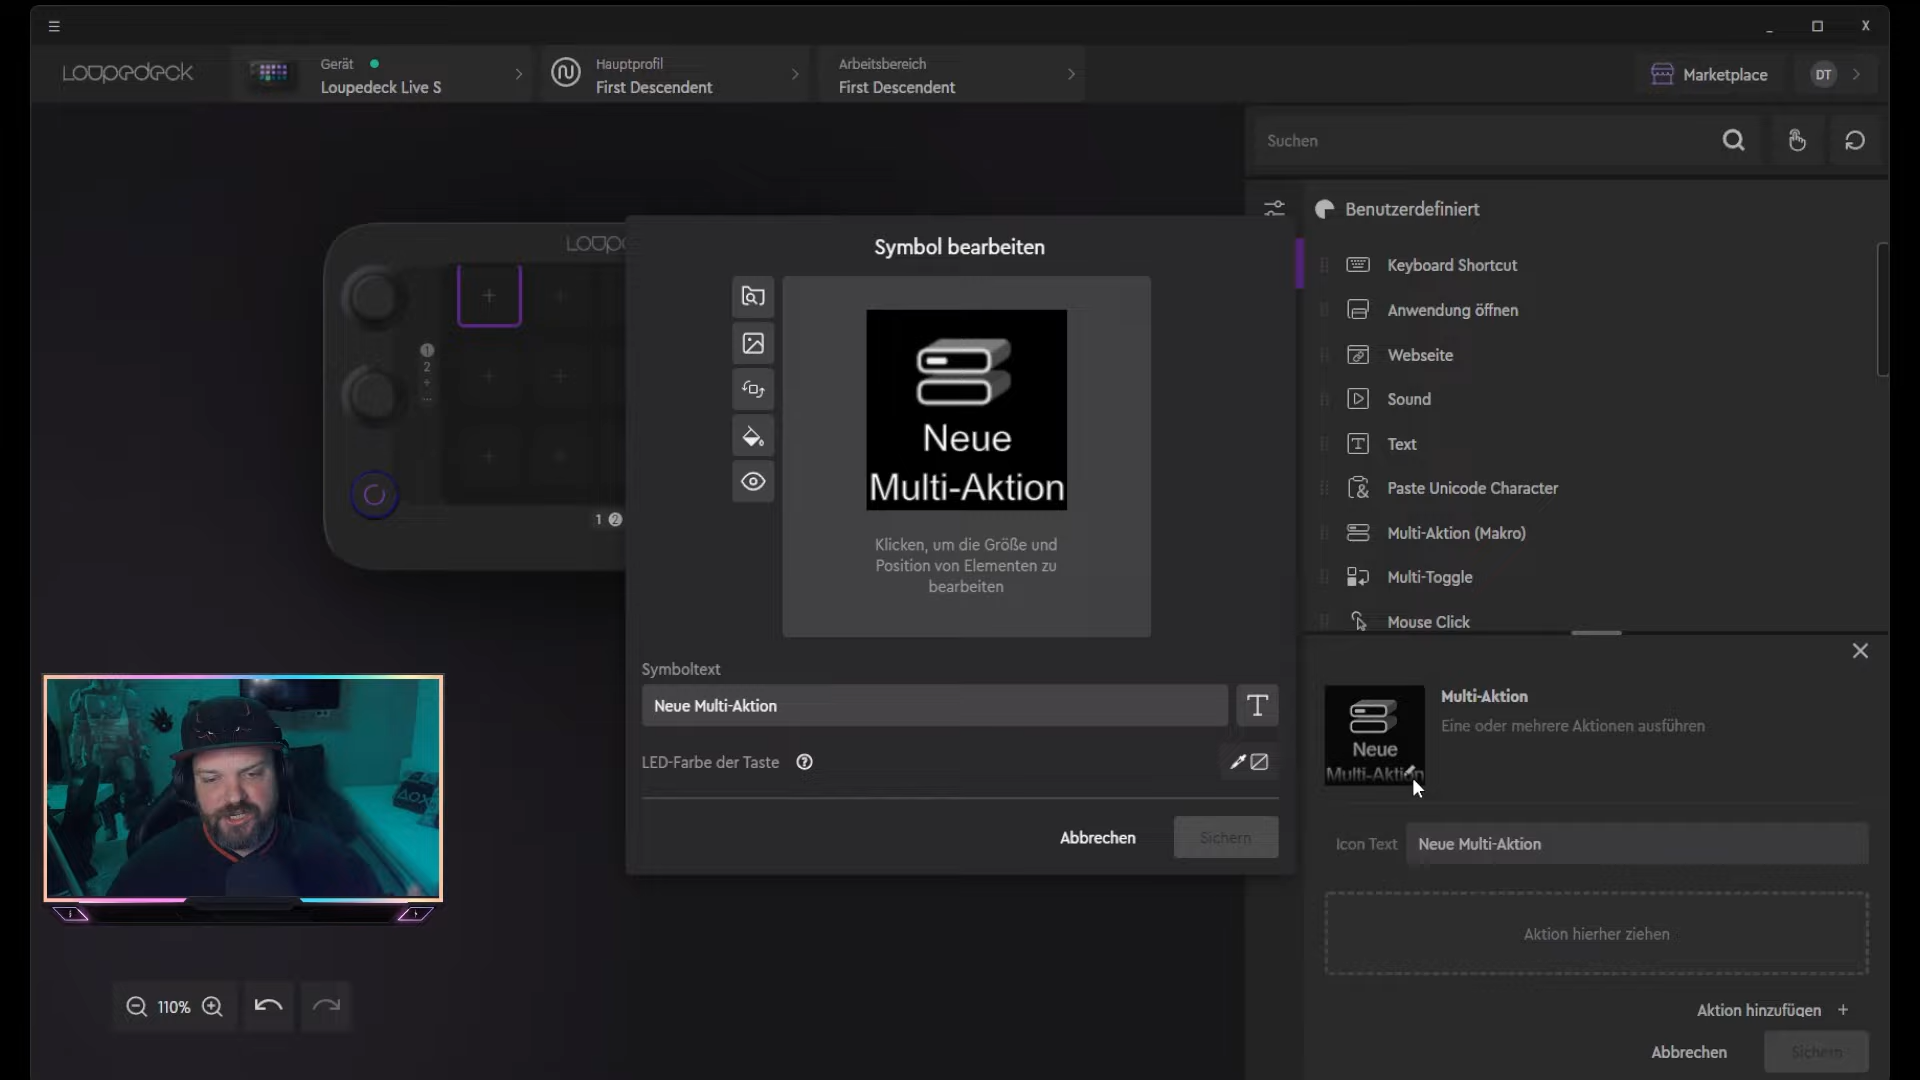 Loupedeck
Gerät
Loupedeck Live S
Hauptprofil
First Descendent
Arbeitsbereich
First Descendent
Marketplace
DT
Suchen
Benutzerdefiniert
Keyboard Shortcut
Anwendung öffnen
Webseite
Sound
Text
Paste Unicode Character
Multi-Aktion (Makro)
Multi-Toggle
Mouse Click
1
2
1 2
Symbol bearbeiten
Neue
Multi-Aktion
Klicken, um die Größe und
Position von Elementen zu
bearbeiten
Symboltext
Neue Multi-Aktion
LED-Farbe der Taste
Abbrechen
Sichern
Multi-Aktion
Eine oder mehrere Aktionen ausführen
Neue
Multi-Aktion
Icon Text
Neue Multi-Aktion
Aktion hierher ziehen
Aktion hinzufügen +
Abbrechen
Sichern
110%